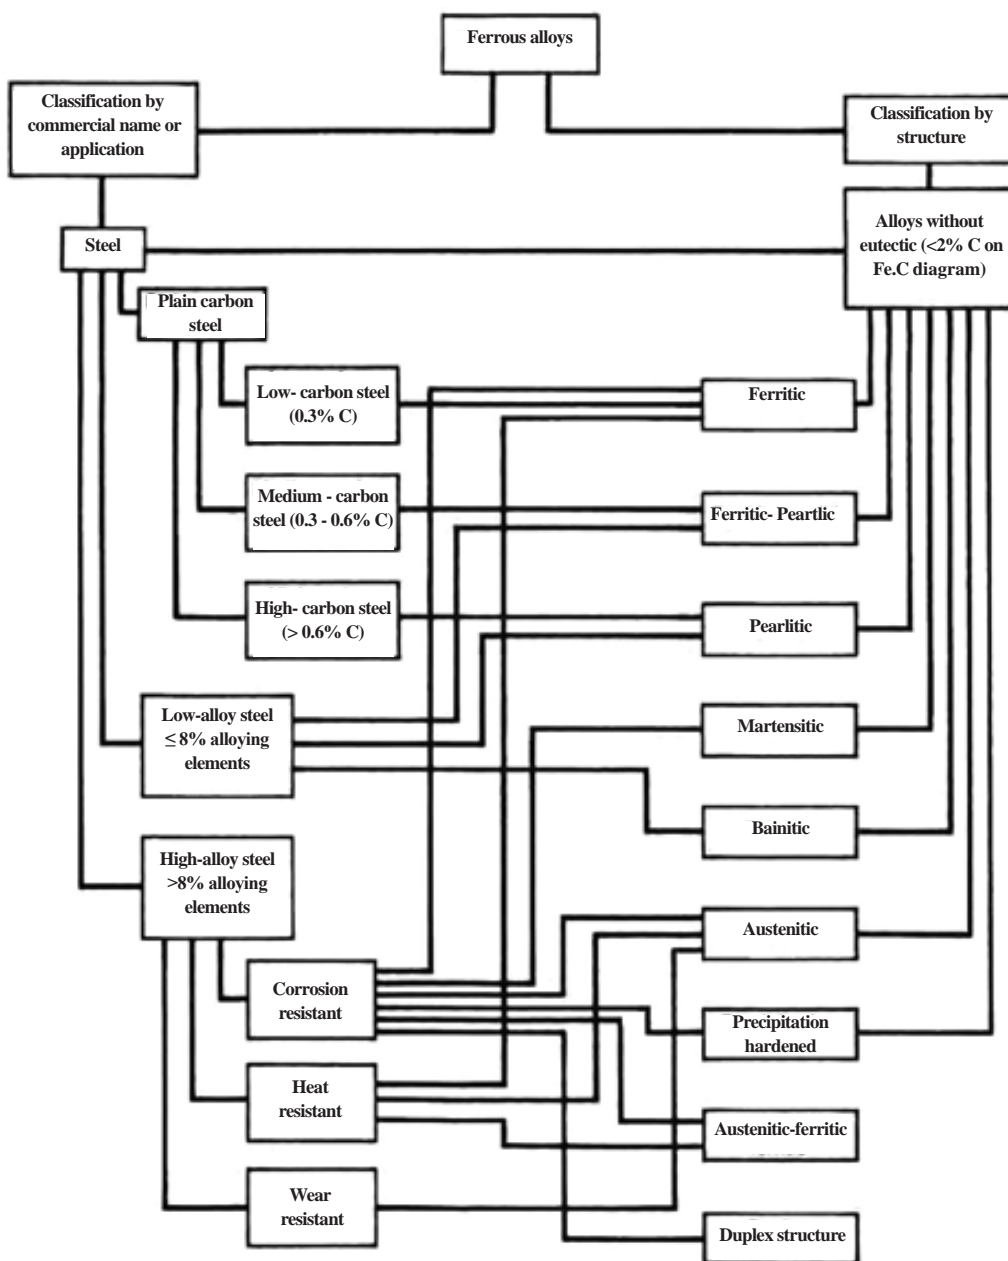 Ferrous alloys
Classification by
commercial name or
application
Classification by
structure
Alloys without
eutectic (<2% C on
Fe.C diagram)
Steel
Plain carbon
steel
Low- carbon steel
(0.3% C)
Ferritic
Medium - carbon
steel (0.3 - 0.6% C)
Ferritic- Peartlic
High- carbon steel
(> 0.6% C)
Pearlitic
Low-alloy steel
≤ 8% alloying
elements
Martensitic
Bainitic
High-alloy steel
>8% alloying
elements
Austenitic
Corrosion
resistant
Precipitation
hardened
Heat
resistant
Austenitic-ferritic
Wear
resistant
Duplex structure